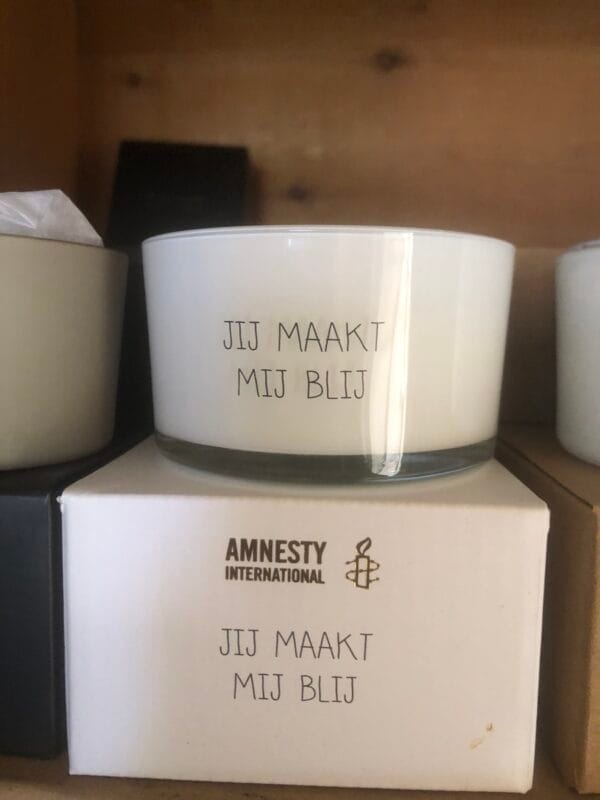 JIJ MAAKT
MIJ BLIJ
AMNESTY
INTERNATIONAL
JIJ MAAKT
MIJ BLIJ